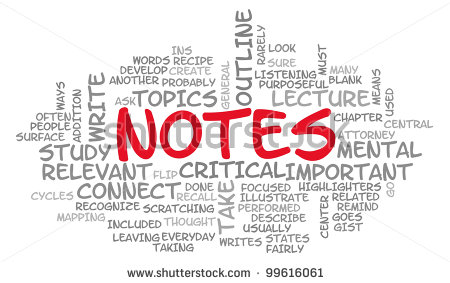 INS
OUTLINE
RARELY
LOOK
MUST
WORDS RECIPE
SURE
DEVELOP CREATE
GENERAL
LISTENING
MANY
ANOTHER PROBABLY
PURPOSEFUL
BLANK
MEANS
WAYS
WRITE
ASK
TOPICS
LECTURE
USED
OFTEN
ADDITION
NOTES
CHAPTER
CENTRAL
PEOPLE
ATTORNEY
SURFACE
STUDY
MENTAL
RELEVANT
FLIP
CRITICAL
IMPORTANT
CYCLES
CONNECT
DONE
TAKE
FOCUSED
HIGHLIGHTERS
GO
RECALL
ILLUSTRATE
RELATED
RECOGNIZE
SCRATCHING
PERFORMED
CENTER
REMIND
MAPPING
INCLUDED
THOUGHT
DESCRIBE
GOES
LEAVING
EVERYDAY
USUALLY
GIST
TAKING
WRITES
STATES
FAIRLY
shutterstock
www.shutterstock.com · 99616061